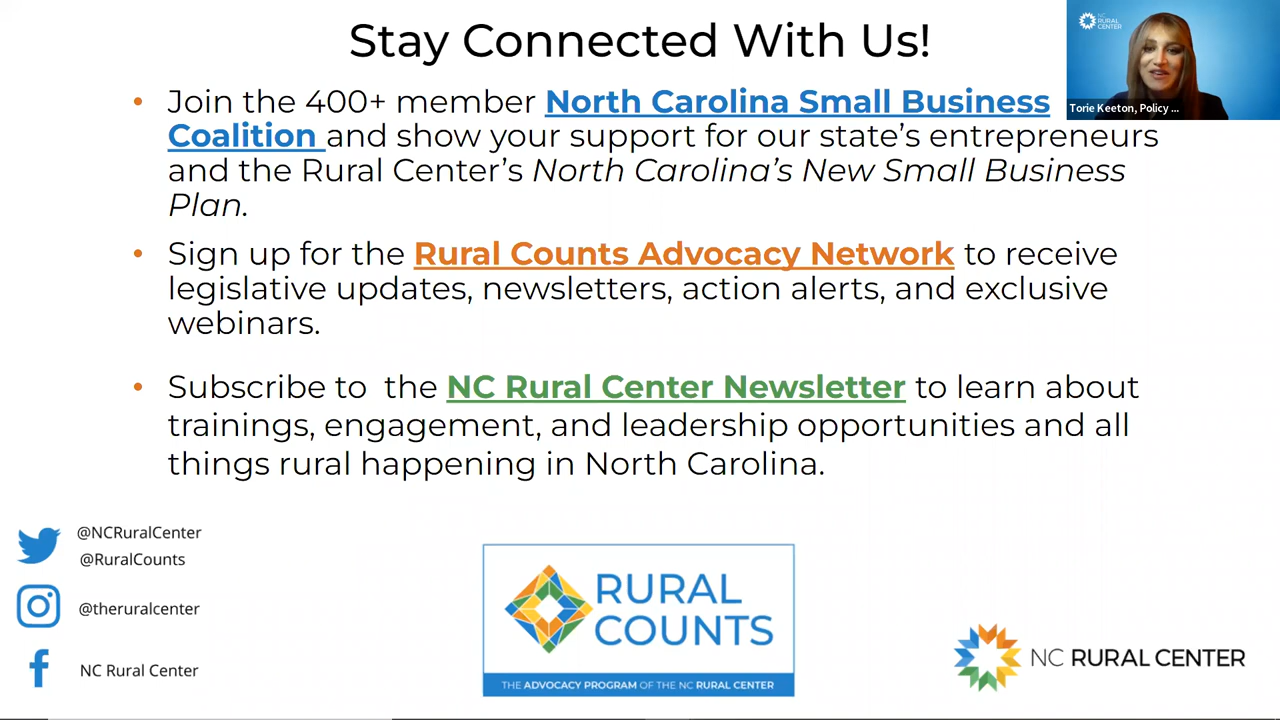 Stay Connected With Us!
NC
RURAL
CENTER
Torie Keeton, Policy ...
• Join the 400+ member North Carolina Small Business
Coalition and show your support for our state's entrepreneurs
and the Rural Center's North Carolina's New Small Business
Plan.
• Sign up for the Rural Counts Advocacy Network to receive
legislative updates, newsletters, action alerts, and exclusive
webinars.
• Subscribe to  the NC Rural Center Newsletter to learn about
trainings, engagement, and leadership opportunities and all
things rural happening in North Carolina.
@NCRuralCenter
@RuralCounts
@theruralcenter
NC Rural Center
RURAL
COUNTS
THE ADVOCACY PROGRAM OF THE NC RURAL CENTER
NC RURAL CENTER